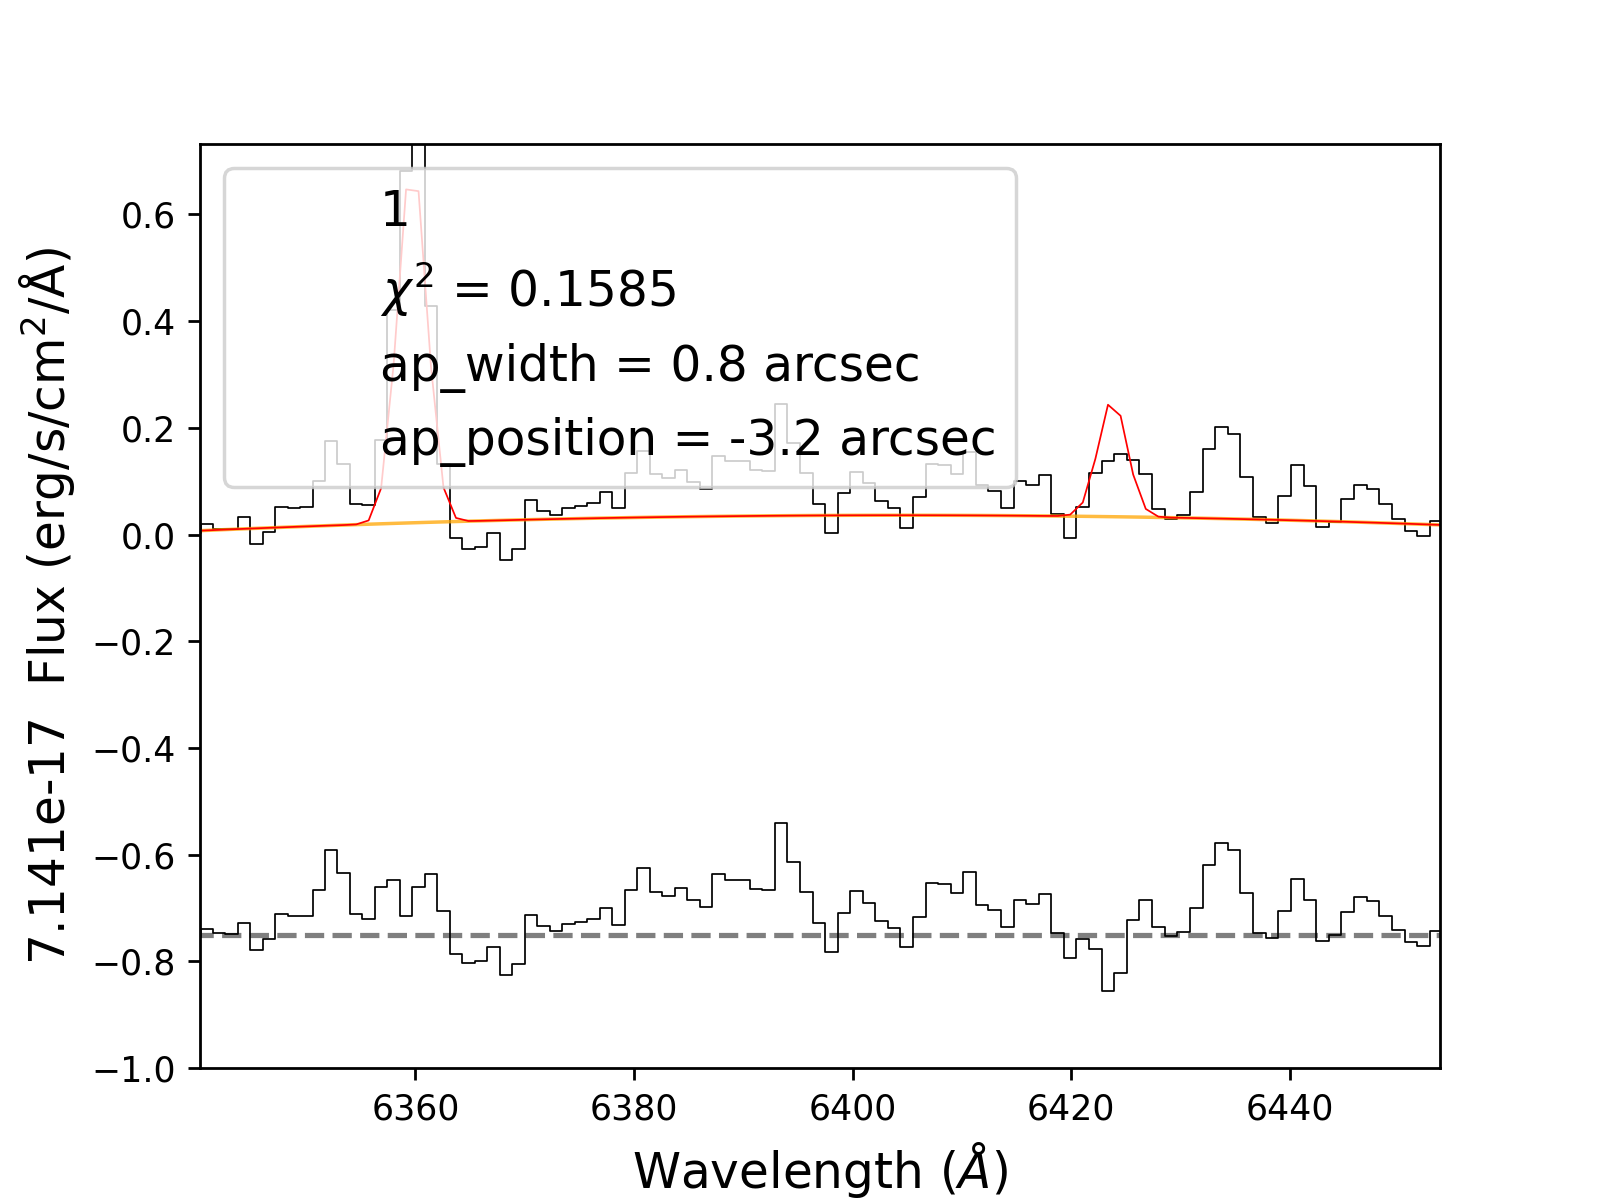 1
χ² = 0.1585
ap_width = 0.8 arcsec
ap_position = -3.2 arcsec
0.6
0.4
0.2
0.0
−0.2
−0.4
−0.6
−0.8
−1.0
7.141e-17 Flux (erg/s/cm²/Å)
6360 6380 6400 6420 6440
Wavelength (Å)